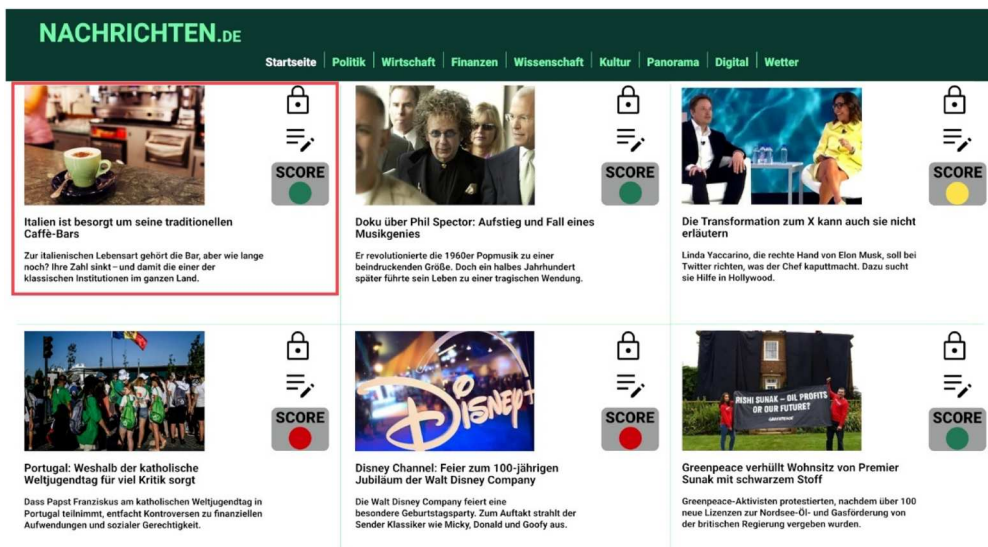 NACHRICHTEN.DE
Startseite Politik Wirtschaft Finanzen Wissenschaft Kultur Panorama Digital Wetter
SCORE
Italien ist besorgt um seine traditionellen
Caffè-Bars
Zur italienischen Lebensart gehört die Bar, aber wie lange
noch? Ihre Zahl sinkt – und damit die einer der
klassischen Institutionen im ganzen Land.
SCORE
Doku über Phil Spector: Aufstieg und Fall eines
Musikgenies
Er revolutionierte die 1960er Popmusik zu einer
beindruckenden Größe. Doch ein halbes Jahrhundert
später führte sein Leben zu einer tragischen Wendung.
SCORE
Die Transformation zum X kann auch sie nicht
erläutern
Linda Yaccarino, die rechte Hand von Elon Musk, soll bei
Twitter richten, was der Chef kaputtmacht. Dazu sucht
sie Hilfe in Hollywood.
SCORE
Portugal: Weshalb der katholische
Weltjugendtag für viel Kritik sorgt
Dass Papst Franziskus am katholischen Weltjugendtag in
Portugal teilnimmt, entfacht Kontroversen zu finanziellen
Aufwendungen und sozialer Gerechtigkeit.
DISNEY+
SCORE
Disney Channel: Feier zum 100-jährigen
Jubiläum der Walt Disney Company
Die Walt Disney Company feiert eine
besondere Geburtstagsparty. Zum Auftakt strahlt der
Sender Klassiker wie Micky, Donald und Goofy aus.
RISHI SUNAK – OIL PROFITS
OR OUR FUTURE?
GREENPEACE
SCORE
Greenpeace verhüllt Wohnsitz von Premier
Sunak mit schwarzem Stoff
Greenpeace-Aktivisten protestierten, nachdem über 100
neue Lizenzen zur Nordsee-Öl- und Gasförderung von
der britischen Regierung vergeben wurden.